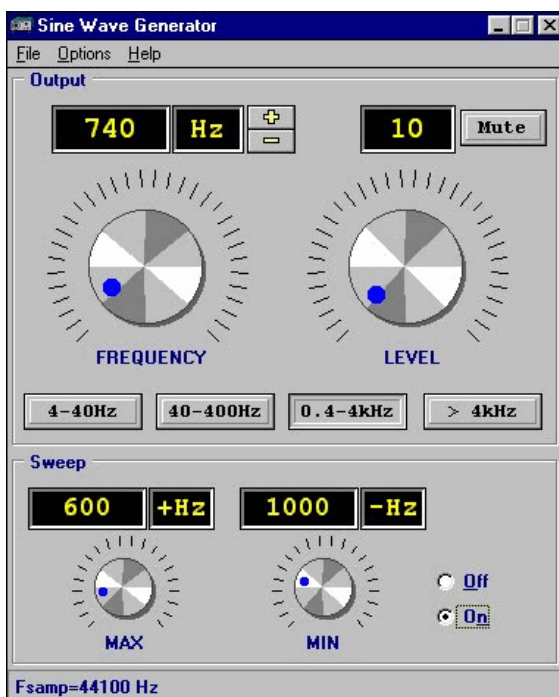 Sine Wave Generator
File Options Help
Output
740 Hz 10 Mute
FREQUENCY LEVEL
4-40Hz 40-400Hz 0.4-4kHz > 4kHz
Sweep
600 +Hz 1000 -Hz
Off
On
MAX MIN
Fsamp=44100 Hz